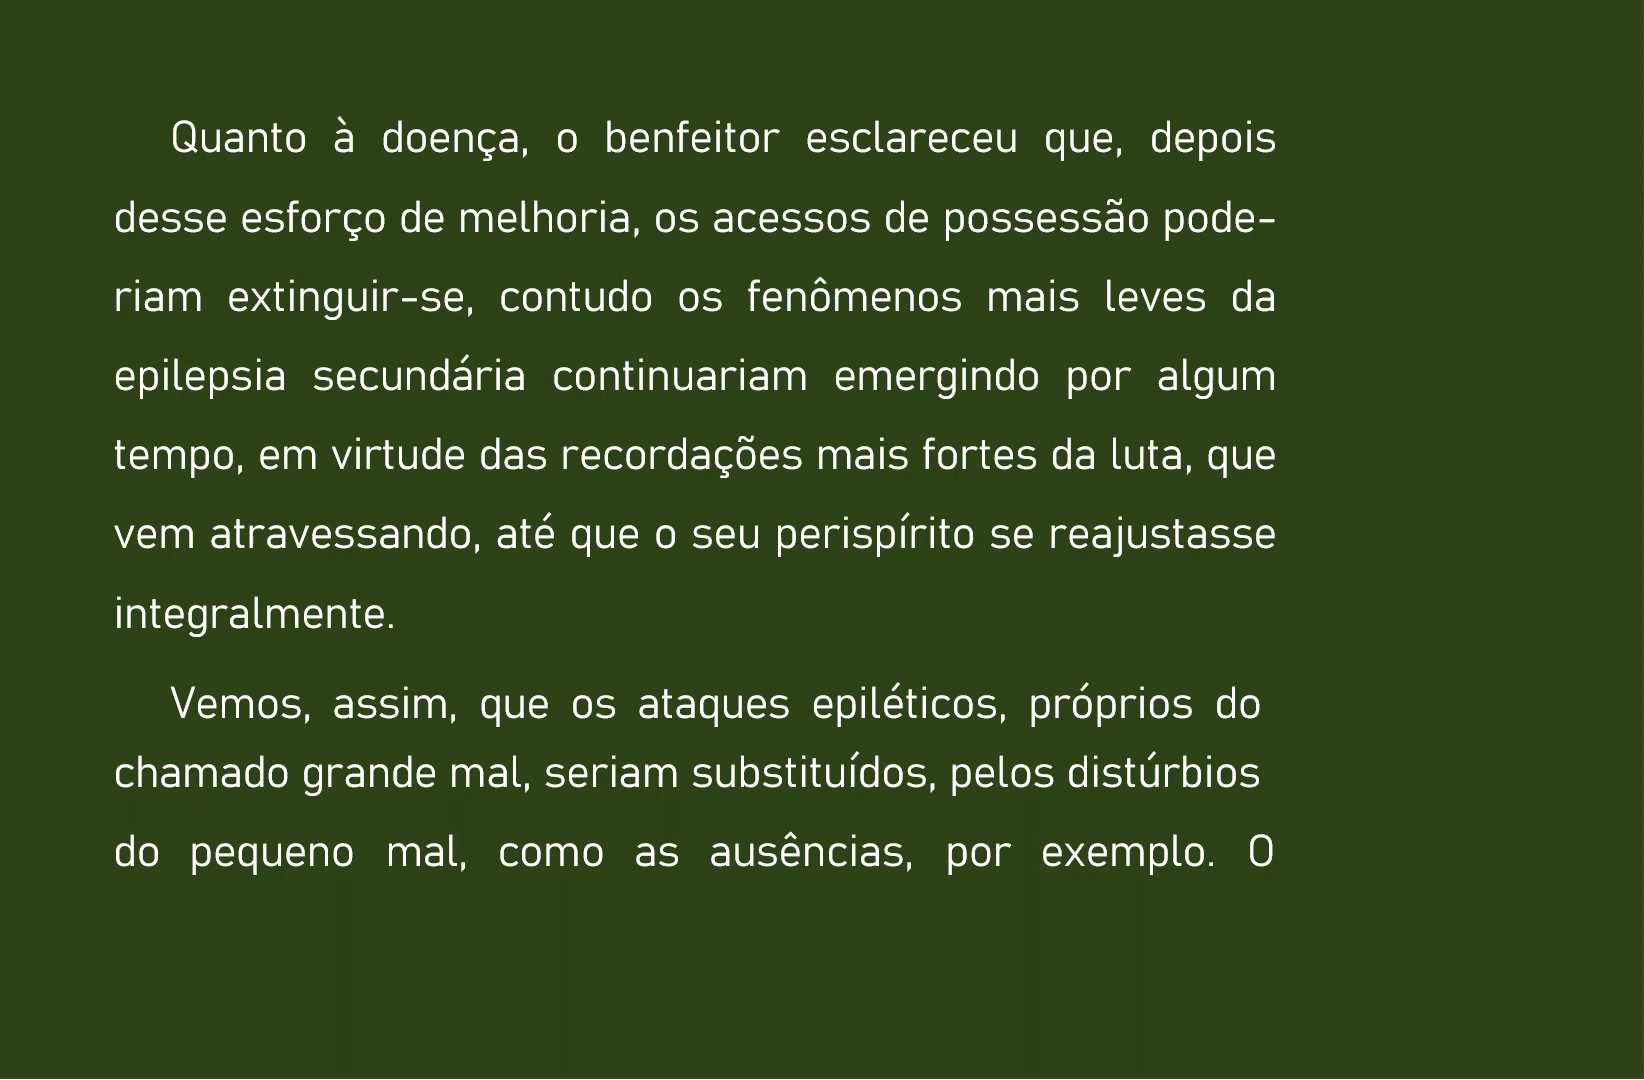 Quanto à doença, o benfeitor esclareceu que, depois
desse esforço de melhoria, os acessos de possessão pode-
riam extinguir-se, contudo os fenômenos mais leves da
epilepsia secundária continuariam emergindo por algum
tempo, em virtude das recordações mais fortes da luta, que
vem atravessando, até que o seu perispírito se reajustasse
integralmente.
Vemos, assim, que os ataques epiléticos, próprios do
chamado grande mal, seriam substituídos, pelos distúrbios
do pequeno mal, como as ausências, por exemplo. O